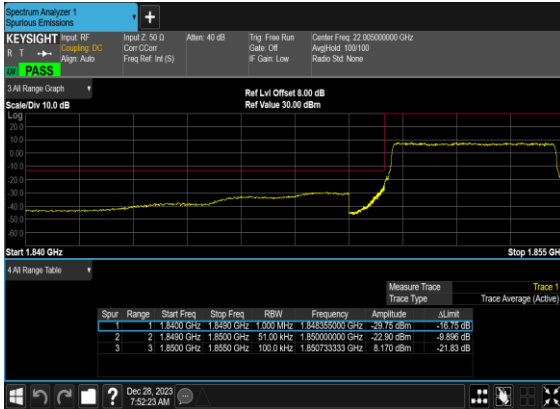 Spectrum Analyzer 1
Spurious Emissions
KEYSIGHT Input: RF Input Z: 50 Ω Atten: 40 dB Trig: Free Run Center Freq: 22.005000000 GHz
R T Coupling: DC Corr CCorr Gate: Off Avg|Hold: 100/100
Align: Auto Freq Ref: Int (S) IF Gain: Low Radio Std: None
PASS
3 All Range Graph
Ref Lvl Offset 8.00 dB
Scale/Div 10.0 dB Ref Value 30.00 dBm
Log
20.0
10.0
0.00
-10.0
-20.0
-30.0
-40.0
-50.0
-60.0
Start 1.840 GHz Stop 1.855 GH
4 All Range Table
Measure Trace Trace 1
Trace Type Trace Average (Active)
Spur Range Start Freq Stop Freq RBW Frequency Amplitude ΔLimit
1 1 1.8400 GHz 1.8490 GHz 1.000 MHz 1.848355000 GHz -29.75 dBm -16.75 dB
2 2 1.8490 GHz 1.8500 GHz 51.00 kHz 1.850000000 GHz -22.90 dBm -9.896 dB
3 3 1.8500 GHz 1.8550 GHz 100.0 kHz 1.850733333 GHz 8.170 dBm -21.83 dB
Dec 28, 2023
7:52:23 AM